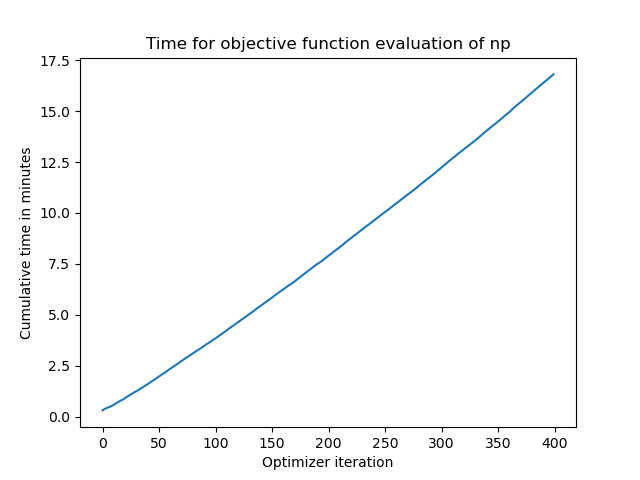 Time for objective function evaluation of np
Cumulative time in minutes
17.5
15.0
12.5
10.0
7.5
5.0
2.5
0.0
0 50 100 150 200 250 300 350 400
Optimizer iteration